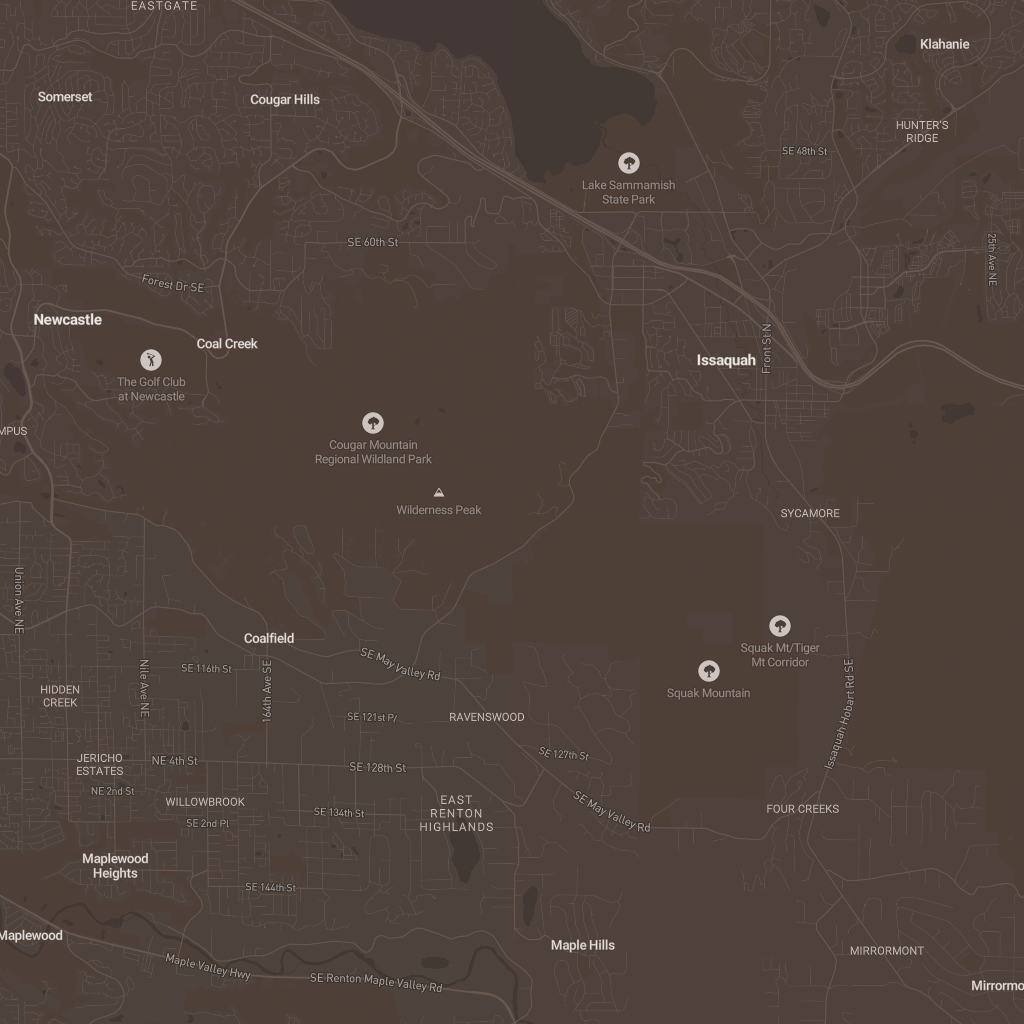 EASTGATE
Klahanie
Somerset
Cougar Hills
HUNTER'S
RIDGE
SE 48th St
Lake Sammamish
State Park
SE 60th St
25th Ave NE
Forest Dr SE
Newcastle
Coal Creek
Front St N
Issaquah
The Golf Club
at Newcastle
MPUS
Cougar Mountain
Regional Wildland Park
Wilderness Peak
SYCAMORE
Union Ave NE
Coalfield
Squak Mt/Tiger
Mt Corridor
SE May Valley Rd
SE 116th St
Nile Ave NE
164th Ave SE
Squak Mountain
Issaquah Hobart Rd SE
HIDDEN
CREEK
SE 121st Pl
RAVENSWOOD
SE 127th St
JERICHO
ESTATES
NE 4th St
SE 128th St
NE 2nd St
WILLOWBROOK
SE 134th St
EAST
RENTON
HIGHLANDS
SE May Valley Rd
FOUR CREEKS
SE 2nd Pl
Maplewood
Heights
SE 144th St
Maplewood
Maple Hills
MIRRORMONT
Maple Valley Hwy
SE Renton Maple Valley Rd
Mirrormo